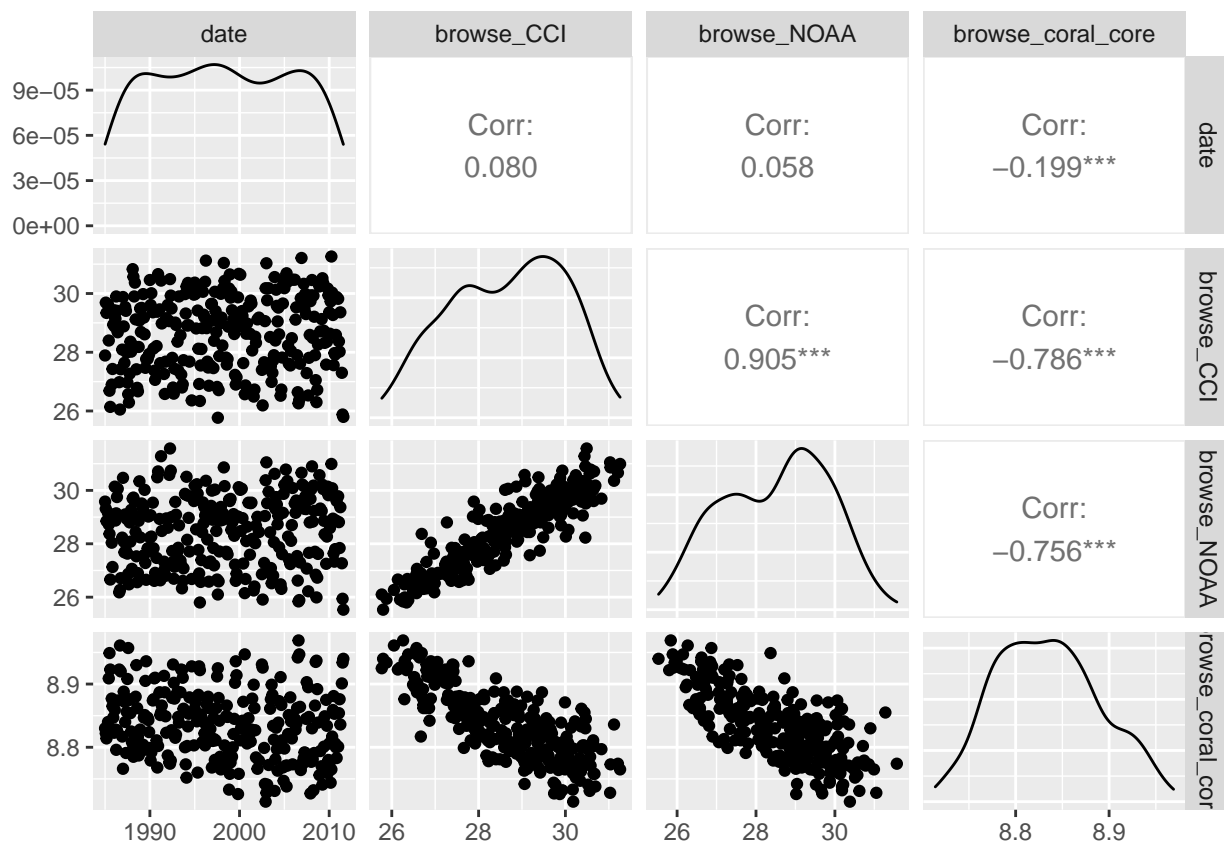 date browse_CCI browse_NOAA browse_coral_core
9e−05
6e−05
3e−05
0e+00
Corr:
0.080
Corr:
0.058
Corr:
−0.199***
date
30
28
26
Corr:
0.905***
Corr:
−0.786***
browse_CCI
30
28
26
Corr:
−0.756***
browse_NOAA
8.9
8.8
rowse_coral_cor
1990 2000 2010 26 28 30 26 28 30 8.8 8.9